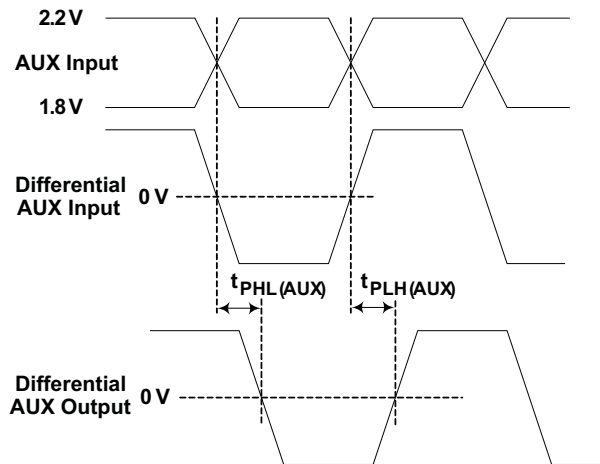 2.2 V
AUX Input
1.8 V
Differential
AUX Input
0 V
tPHL(AUX)
tPLH(AUX)
Differential
AUX Output
0 V